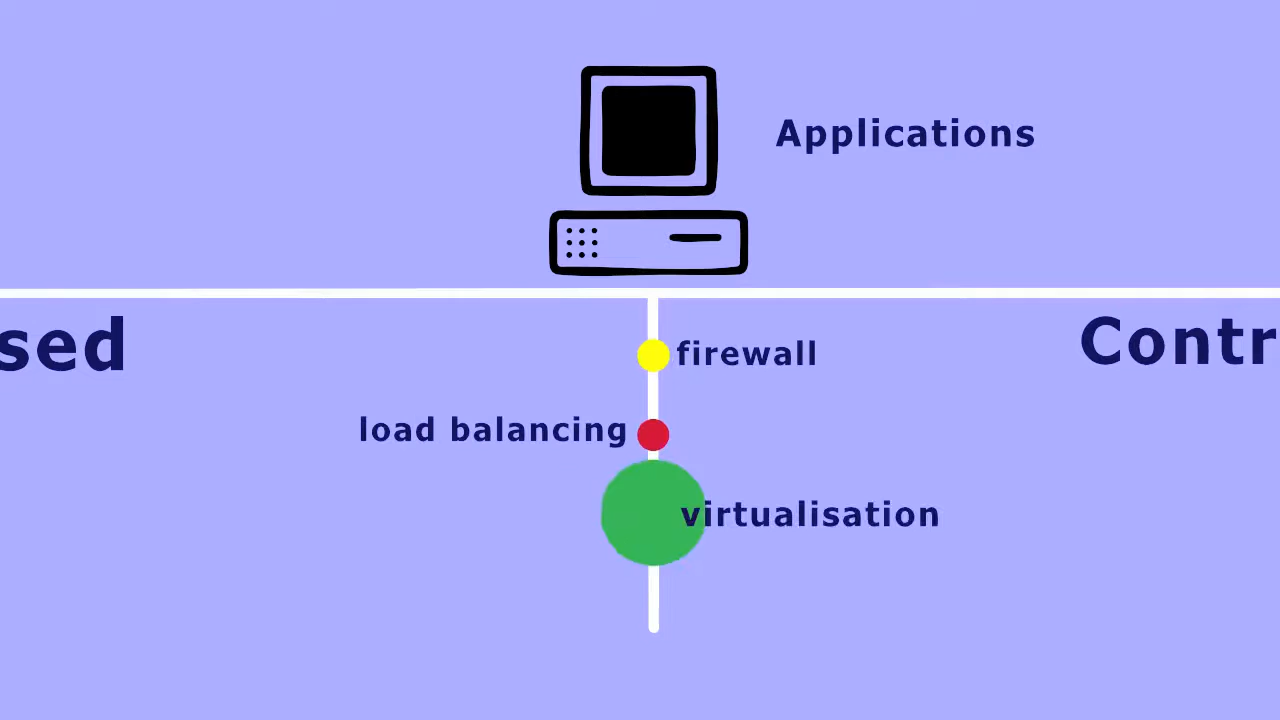 Applications
sed
Contr
firewall
load balancing
virtualisation